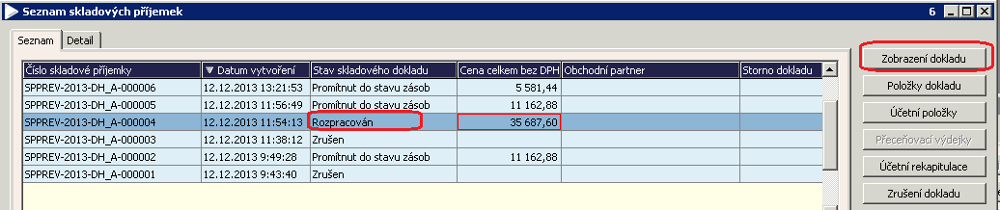 Seznam skladových příjemek 6
Seznam Detail
Číslo skladové příjemky Datum vytvoření Stav skladového dokladu Cena celkem bez DPH Obchodní partner Storno dokladu
SPPREV-2013-DH_A-000006 12.12.2013 13:21:53 Promítnut do stavu zásob 5 581,44
SPPREV-2013-DH_A-000005 12.12.2013 11:56:49 Promítnut do stavu zásob 11 162,88
SPPREV-2013-DH_A-000004 12.12.2013 11:54:13 Rozpracován 35 687,60
SPPREV-2013-DH_A-000003 12.12.2013 11:38:12 Zrušen
SPPREV-2013-DH_A-000002 12.12.2013 9:49:28 Promítnut do stavu zásob 11 162,88
SPPREV-2013-DH_A-000001 12.12.2013 9:43:40 Zrušen
Zobrazení dokladu
Položky dokladu
Účetní položky
Přeceňovací výdejky
Účetní rekapitulace
Zrušení dokladu